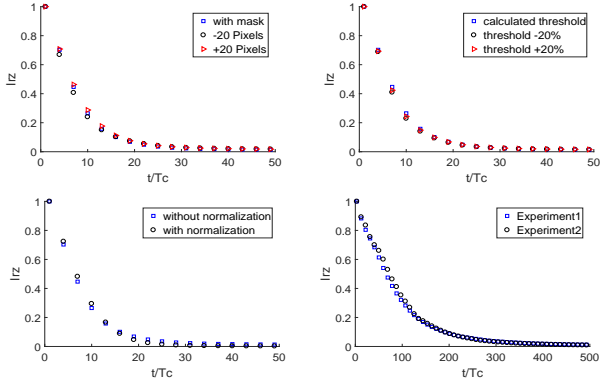 1
0.8
0.6
0.4
0.2
0
0 10 20 30 40 50
Irz
t/Tc
with mask
-20 Pixels
+20 Pixels
1
0.8
0.6
0.4
0.2
0
0 10 20 30 40 50
Irz
t/Tc
calculated threshold
threshold -20%
threshold +20%
1
0.8
0.6
0.4
0.2
0
0 10 20 30 40 50
Irz
t/Tc
without normalization
with normalization
1
0.8
0.6
0.4
0.2
0
0 100 200 300 400 500
Irz
t/Tc
Experiment1
Experiment2